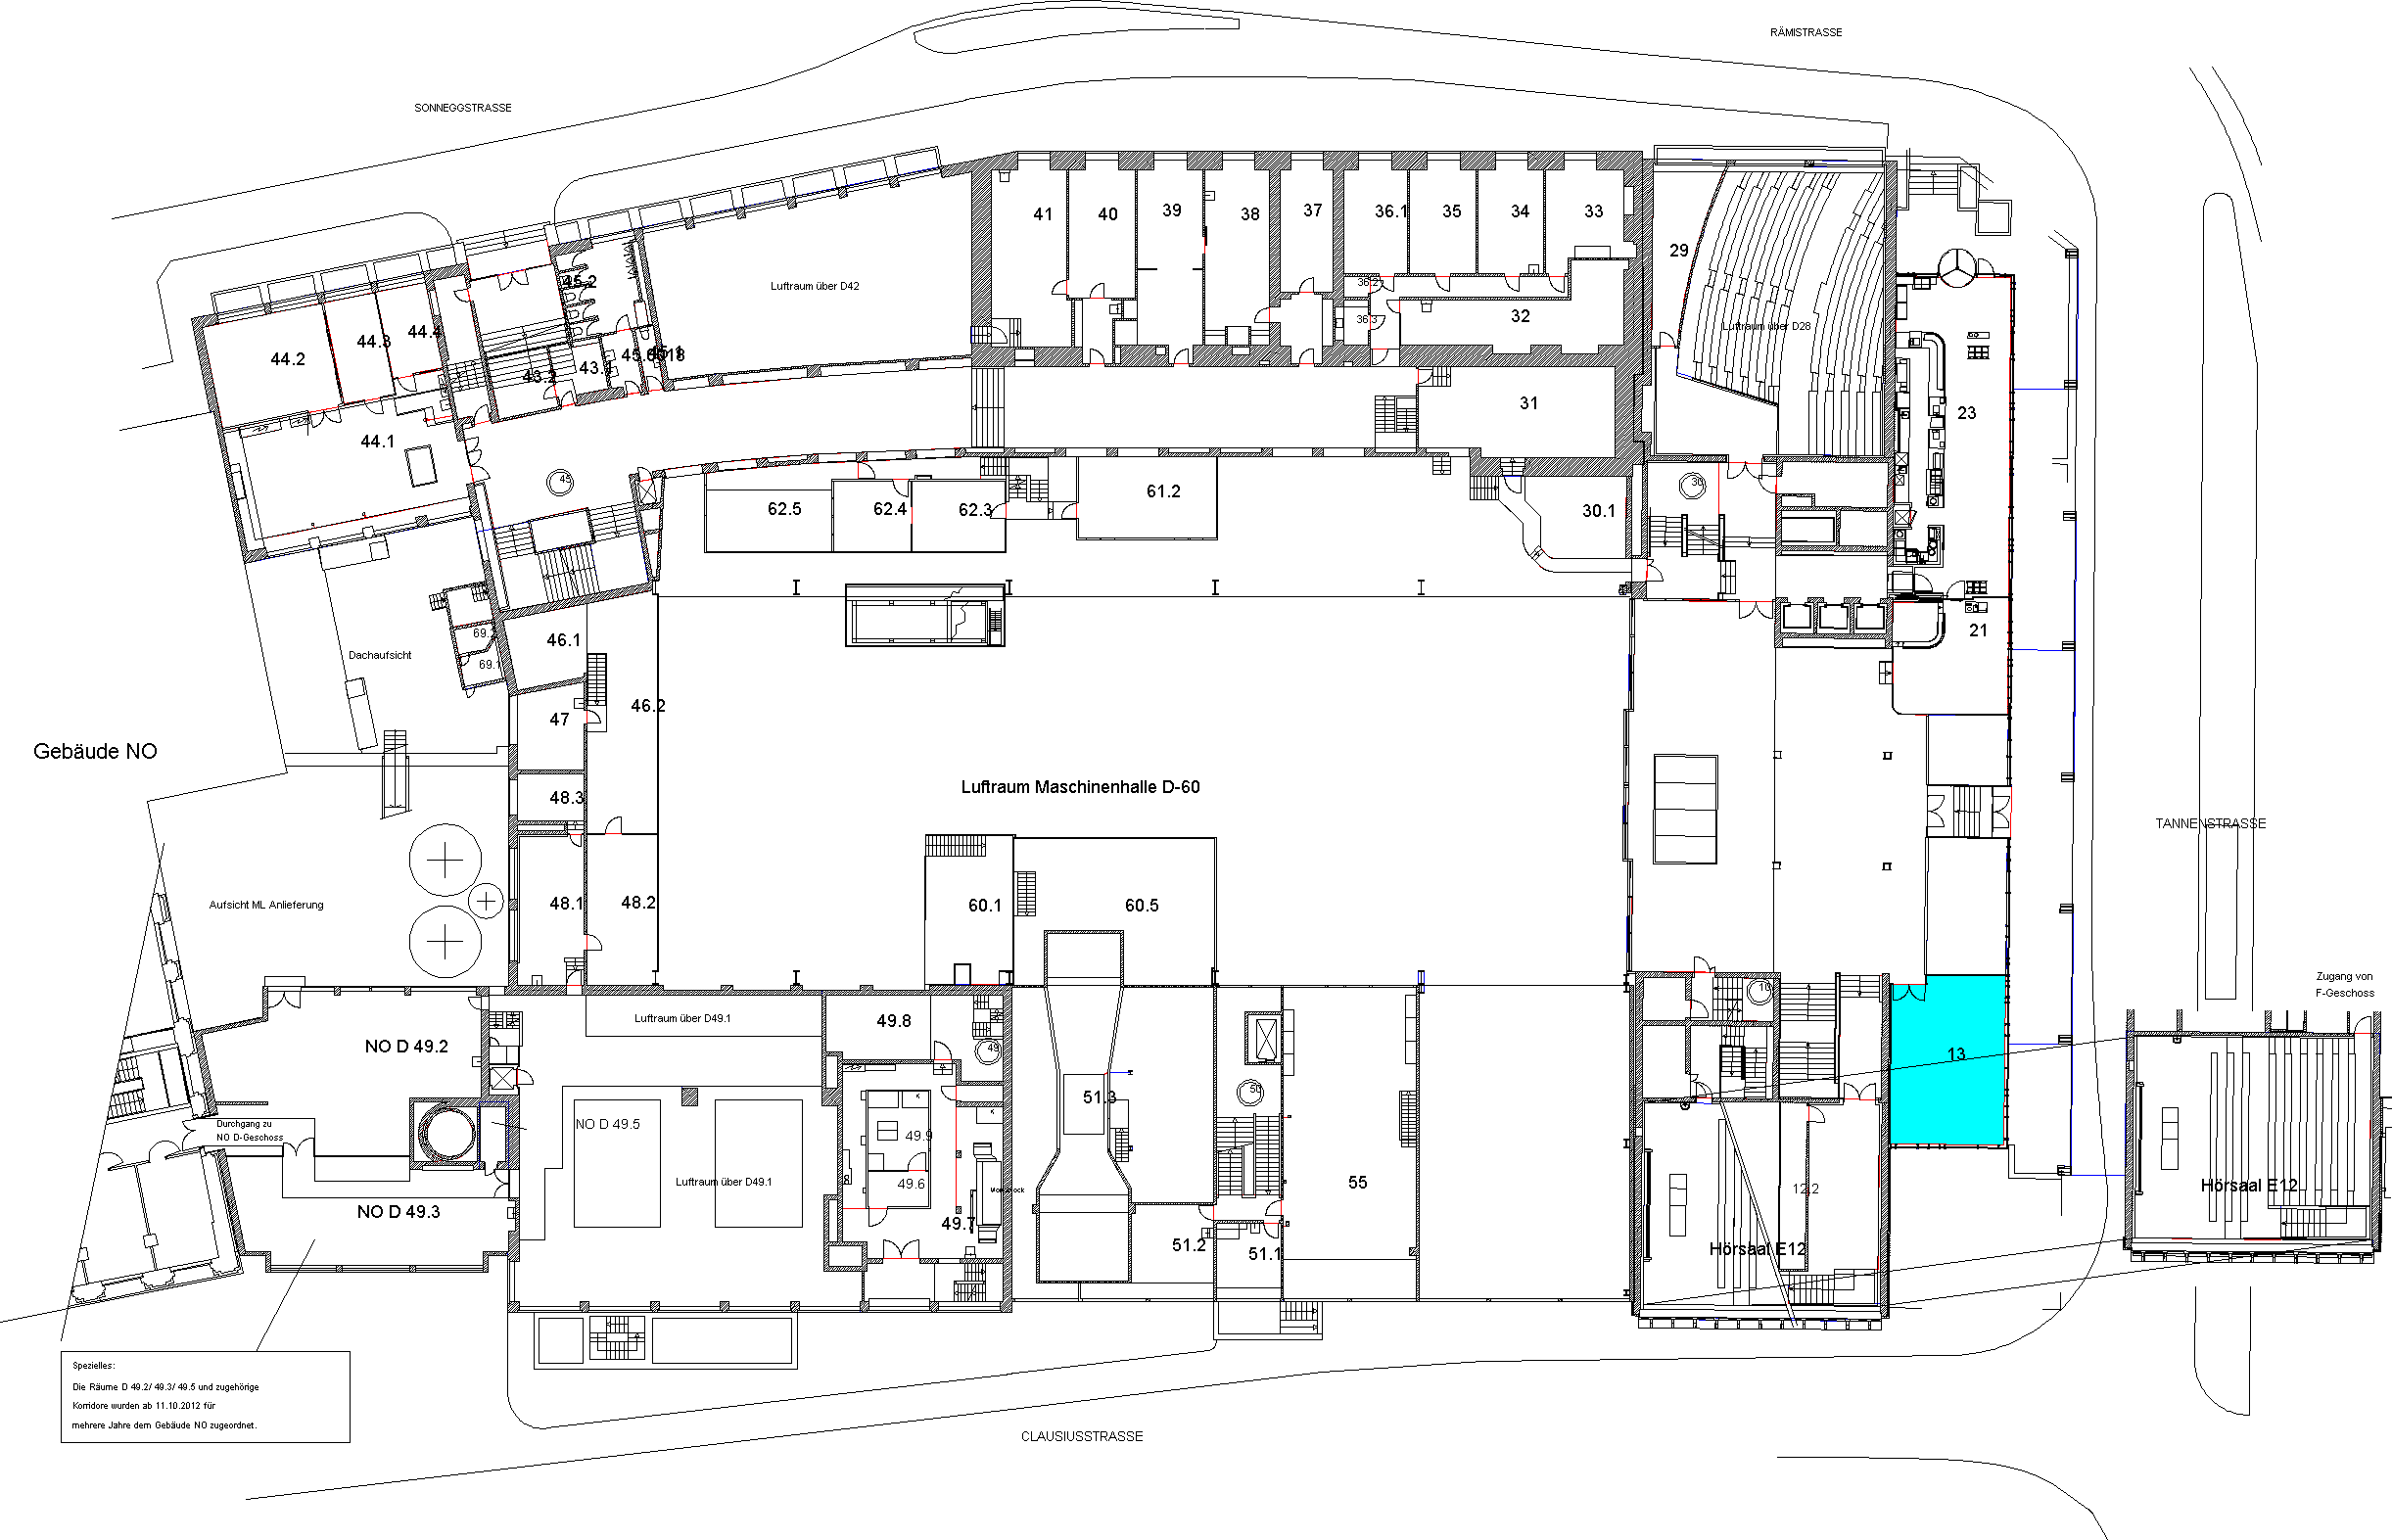 RÄMISTRASSE
SONNEGGSTRASSE
41
40
39
38
37
36.1
35
34
33
29
Luftraum über D42
45.2
36.2
36.3
32
Luftraum über D28
44.4
44.3
44.2
43.2
43.1
31
23
44.1
45
30
62.5
62.4
62.3
61.2
30.1
21
69.1
46.1
Dachaufsicht
46.2
47
Gebäude NO
48.3
Luftraum Maschinenhalle D-60
TANNENSTRASSE
Aufsicht ML Anlieferung
48.1
48.2
60.1
60.5
Zugang von
F-Geschoss
10
Luftraum über D49.1
49.8
49
NO D 49.2
13
50
51.3
Durchgang zu
NO D-Geschoss
NO D 49.5
49.9
Luftraum über D49.1
49.6
55
12.2
Hörsaal E12
NO D 49.3
49.7
51.2
51.1
Hörsaal E12
Spezielles:
Die Räume D 49.2/ 49.3/ 49.5 und zugehörige
Korridore wurden ab 11.10.2012 für
mehrere Jahre dem Gebäude NO zugeordnet.
CLAUSIUSSTRASSE